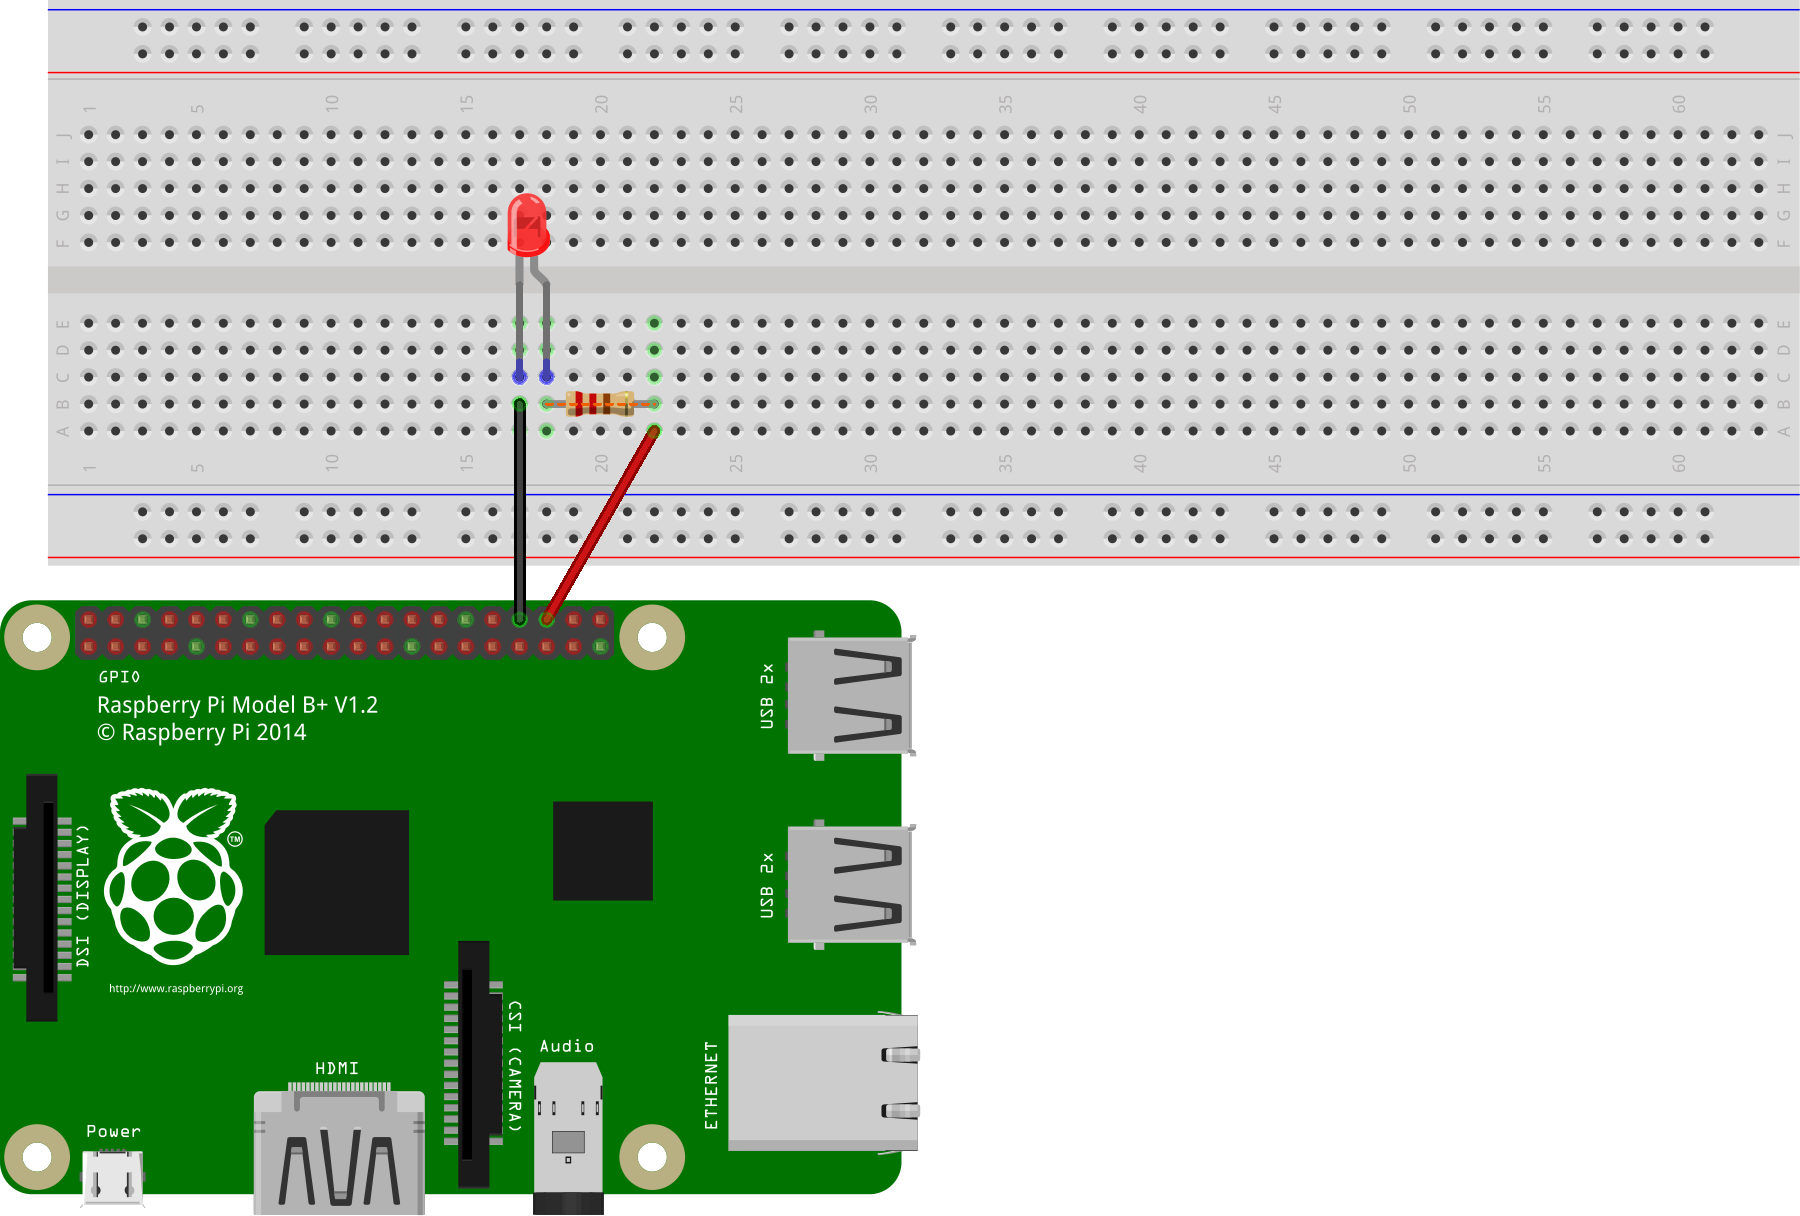 1 5 10 15 20 25 30 35 40 45 50 55 60
J J
I I
H H
G G
F F
E E
D D
C C
B B
A A
1 5 10 15 20 25 30 35 40 45 50 55 60
GPIO
Raspberry Pi Model B+ V1.2
© Raspberry Pi 2014
USB 2x
TM
DSI (DISPLAY)
USB 2x
http://www.raspberrypi.org
CSI (CAMERA)
Audio
ETHERNET
HDMI
Power